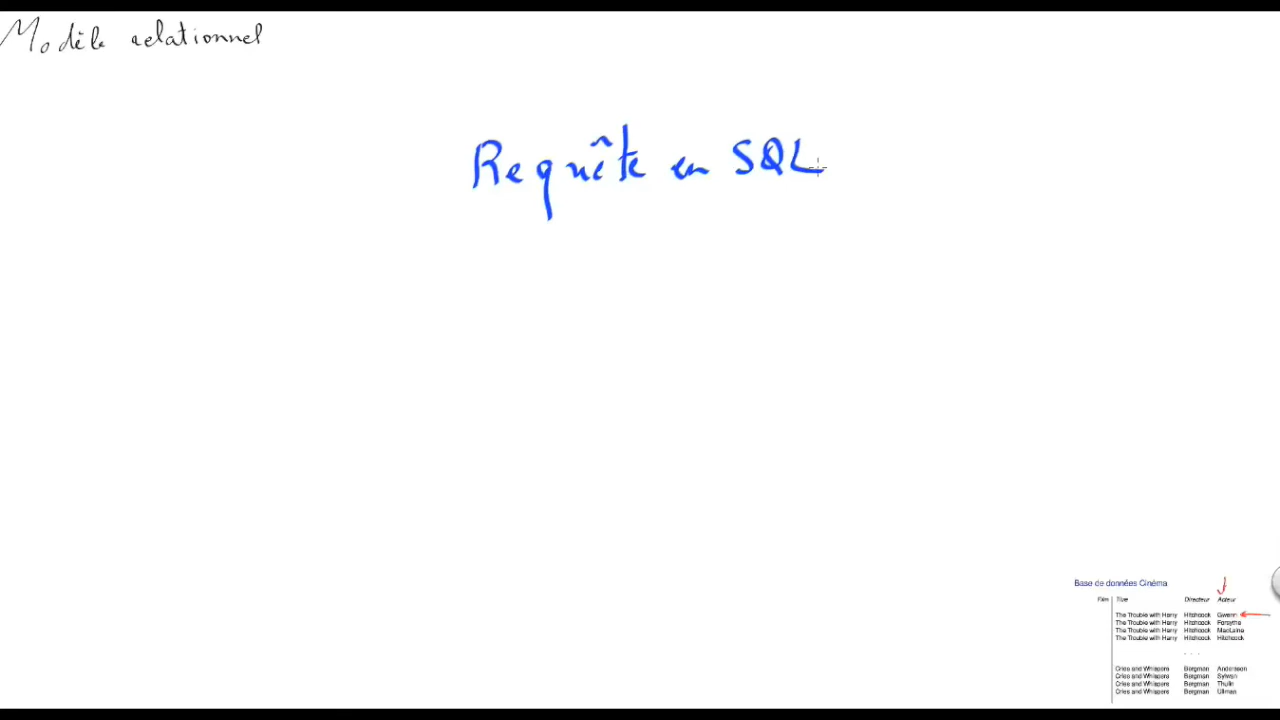 Modèle relationnel
Requête en SQL
Base de données Cinéma
Film Titre Directeur Acteur
The Trouble with Harry Hitchcock Gwenn
The Trouble with Harry Hitchcock Forsythe
The Trouble with Harry Hitchcock MacLaine
The Trouble with Harry Hitchcock Hitchcock
. . .
Cries and Whispers Bergman Andersson
Cries and Whispers Bergman Sylwan
Cries and Whispers Bergman Thulin
Cries and Whispers Bergman Ullman